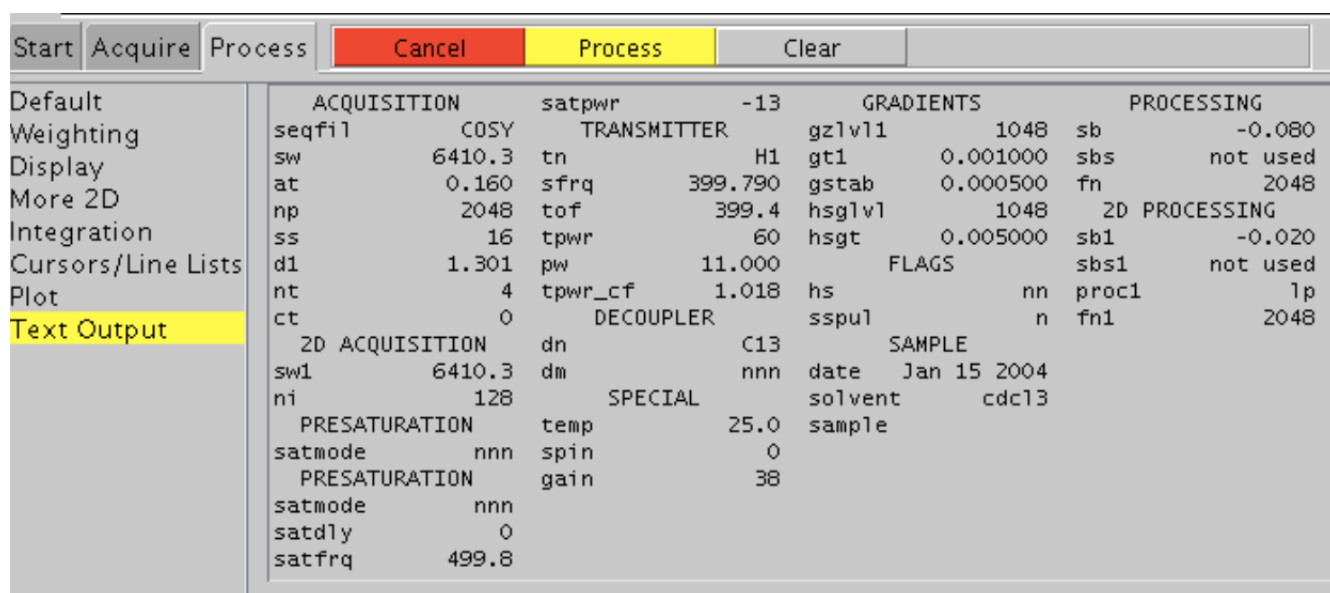 Start Acquire Process Cancel Process Clear
Default
Weighting
Display
More 2D
Integration
Cursors/Line Lists
Plot
Text Output
ACQUISITION
seqfil COSY
sw 6410.3
at 0.160
np 2048
ss 16
d1 1.301
nt 4
ct 0
2D ACQUISITION
sw1 6410.3
ni 128
PRESATURATION
satmode nnn
PRESATURATION
satmode nnn
satdly 0
satfrq 499.8
satpwr -13
TRANSMITTER
tn H1
sfrq 399.790
tof 399.4
tpwr 60
pw 11.000
tpwr_cf 1.018
DECOUPLER
dn C13
dm nnn
SPECIAL
temp 25.0
spin 0
gain 38
GRADIENTS
gzlvl1 1048
gt1 0.001000
gstab 0.000500
hsglvl 1048
hsgt 0.005000
FLAGS
hs nn
sspul n
SAMPLE
date Jan 15 2004
solvent cdcl3
sample
PROCESSING
sb -0.080
sbs not used
fn 2048
2D PROCESSING
sb1 -0.020
sbs1 not used
proc1 lp
fn1 2048